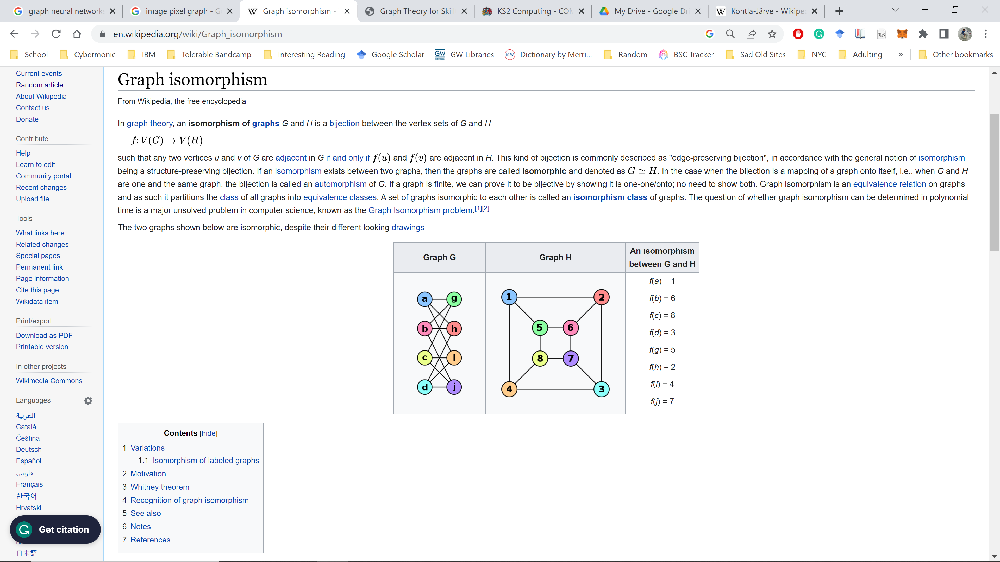 graph neural network
image pixel graph - G
Graph isomorphism -
Graph Theory for Skill
KS2 Computing - COM
My Drive - Google Dri
Kohtla-Järve - Wikipe
en.wikipedia.org/wiki/Graph_isomorphism
School
Cybermonic
IBM
Tolerable Bandcamp
Interesting Reading
Google Scholar
GW Libraries
Dictionary by Merri...
Random
BSC Tracker
Sad Old Sites
NYC
Adulting
»
Other bookmarks
Current events
Random article
About Wikipedia
Contact us
Donate
Contribute
Help
Learn to edit
Community portal
Recent changes
Upload file
Tools
What links here
Related changes
Special pages
Permanent link
Page information
Cite this page
Wikidata item
Print/export
Download as PDF
Printable version
In other projects
Wikimedia Commons
Languages
العربية
Català
Čeština
Deutsch
Español
فارسی
Français
한국어
Hrvatski
Get citation
日本語
Graph isomorphism
From Wikipedia, the free encyclopedia
In graph theory, an isomorphism of graphs G and H is a bijection between the vertex sets of G and H
f: V(G) → V(H)
such that any two vertices u and v of G are adjacent in G if and only if f(u) and f(v) are adjacent in H. This kind of bijection is commonly described as "edge-preserving bijection", in accordance with the general notion of isomorphism
being a structure-preserving bijection. If an isomorphism exists between two graphs, then the graphs are called isomorphic and denoted as G ≃ H. In the case when the bijection is a mapping of a graph onto itself, i.e., when G and H
are one and the same graph, the bijection is called an automorphism of G. If a graph is finite, we can prove it to be bijective by showing it is one-one/onto; no need to show both. Graph isomorphism is an equivalence relation on graphs
and as such it partitions the class of all graphs into equivalence classes. A set of graphs isomorphic to each other is called an isomorphism class of graphs. The question of whether graph isomorphism can be determined in polynomial
time is a major unsolved problem in computer science, known as the Graph Isomorphism problem.[1][2]
The two graphs shown below are isomorphic, despite their different looking drawings
Graph G
Graph H
An isomorphism
between G and H
a g
b h
c i
d j
1 2
5 6
8 7
4 3
f(a) = 1
f(b) = 6
f(c) = 8
f(d) = 3
f(g) = 5
f(h) = 2
f(i) = 4
f(j) = 7
Contents [hide]
1 Variations
1.1 Isomorphism of labeled graphs
2 Motivation
3 Whitney theorem
4 Recognition of graph isomorphism
5 See also
6 Notes
7 References